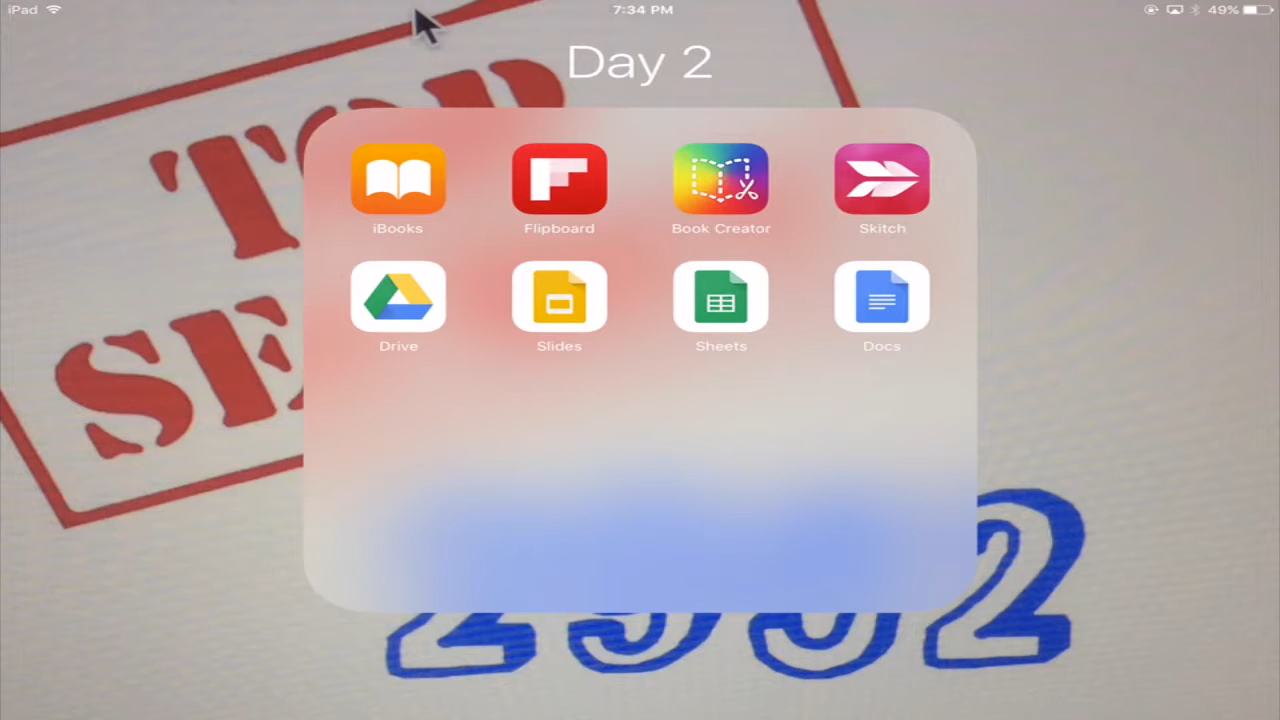 iPad 7:34 PM 49%
Day 2
iBooks Flipboard Book Creator Skitch
Drive Slides Sheets Docs